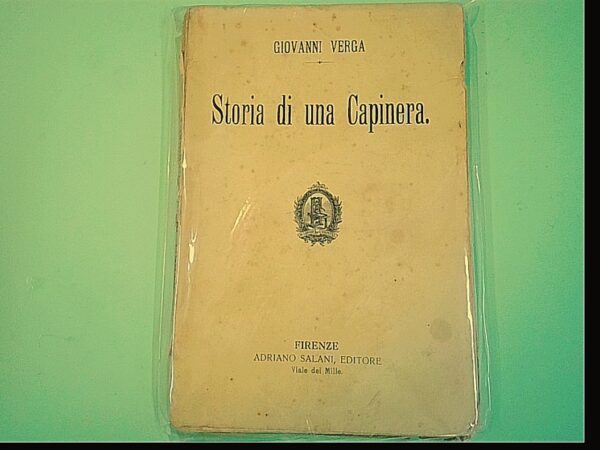 GIOVANNI VERGA
Storia di una Capinera.
FIRENZE
ADRIANO SALANI, EDITORE
Viale dei Mille.